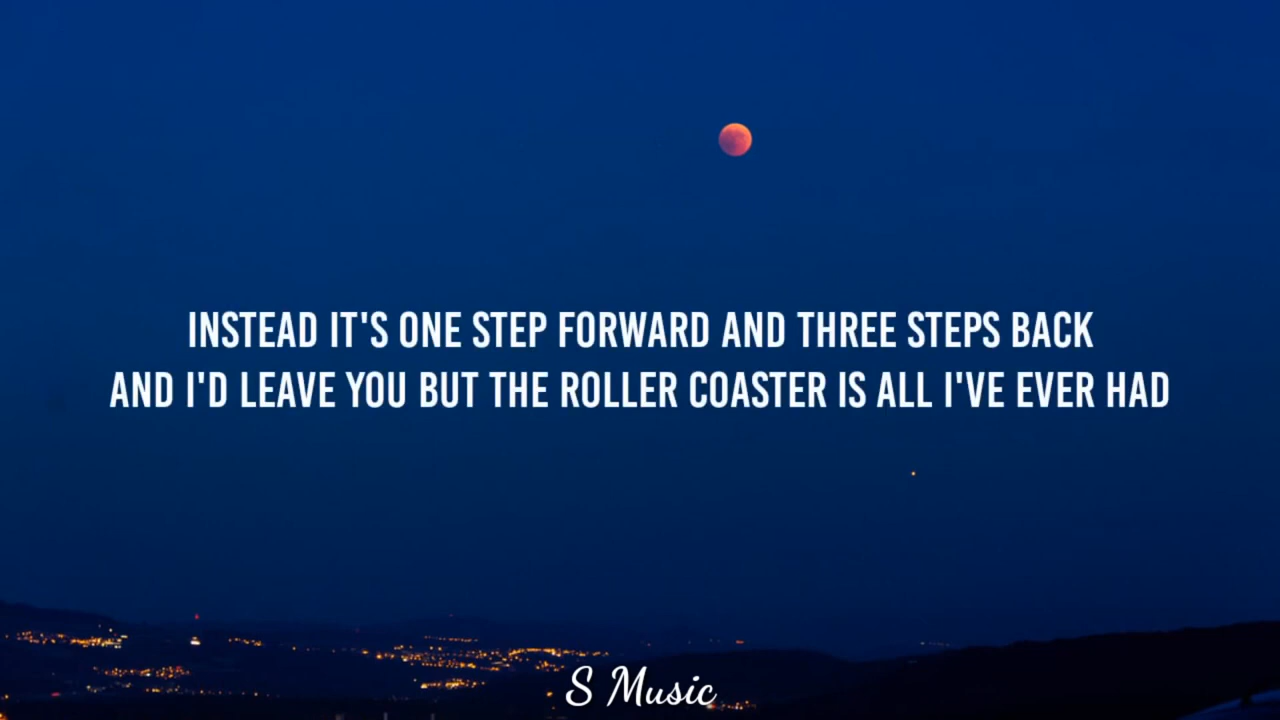 INSTEAD IT'S ONE STEP FORWARD AND THREE STEPS BACK
AND I'D LEAVE YOU BUT THE ROLLER COASTER IS ALL I'VE EVER HAD
S Music